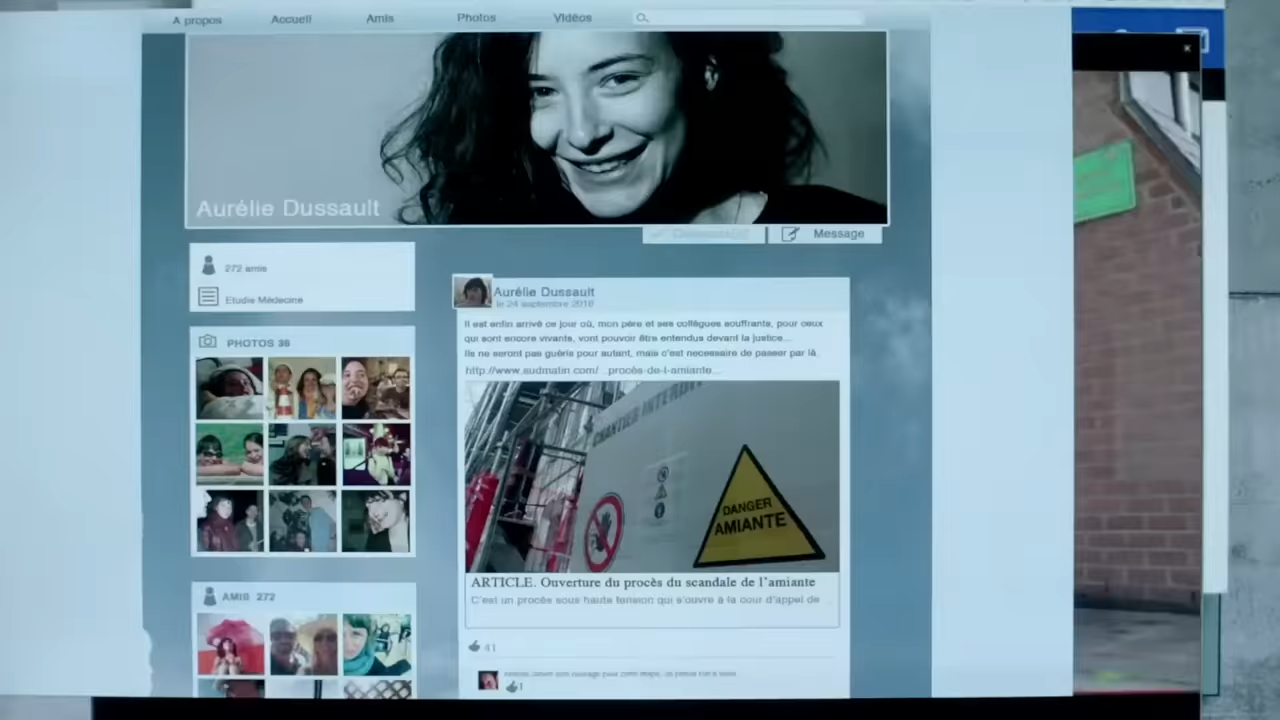 A propos
Accueil
Amis
Photos
Vidéos
Aurélie Dussault
Message
272 amis
Etudie Médecine
PHOTOS 36
AMIS 272
Aurélie Dussault
le 24 septembre 2016
Il est enfin arrivé ce jour où, mon père et ses collègues souffrants, pour ceux
qui sont encore vivants, vont pouvoir être entendus devant la justice...
Ils ne seront pas guéris pour autant, mais c'est necessaire de passer par là.
http://www.sudmatin.com/...procès-de-l-amiante...
CHANTIER INTERDIT
DANGER
AMIANTE
ARTICLE. Ouverture du procès du scandale de l'amiante
C'est un procès sous haute tension qui s'ouvre à la cour d'appel de ...
41
1